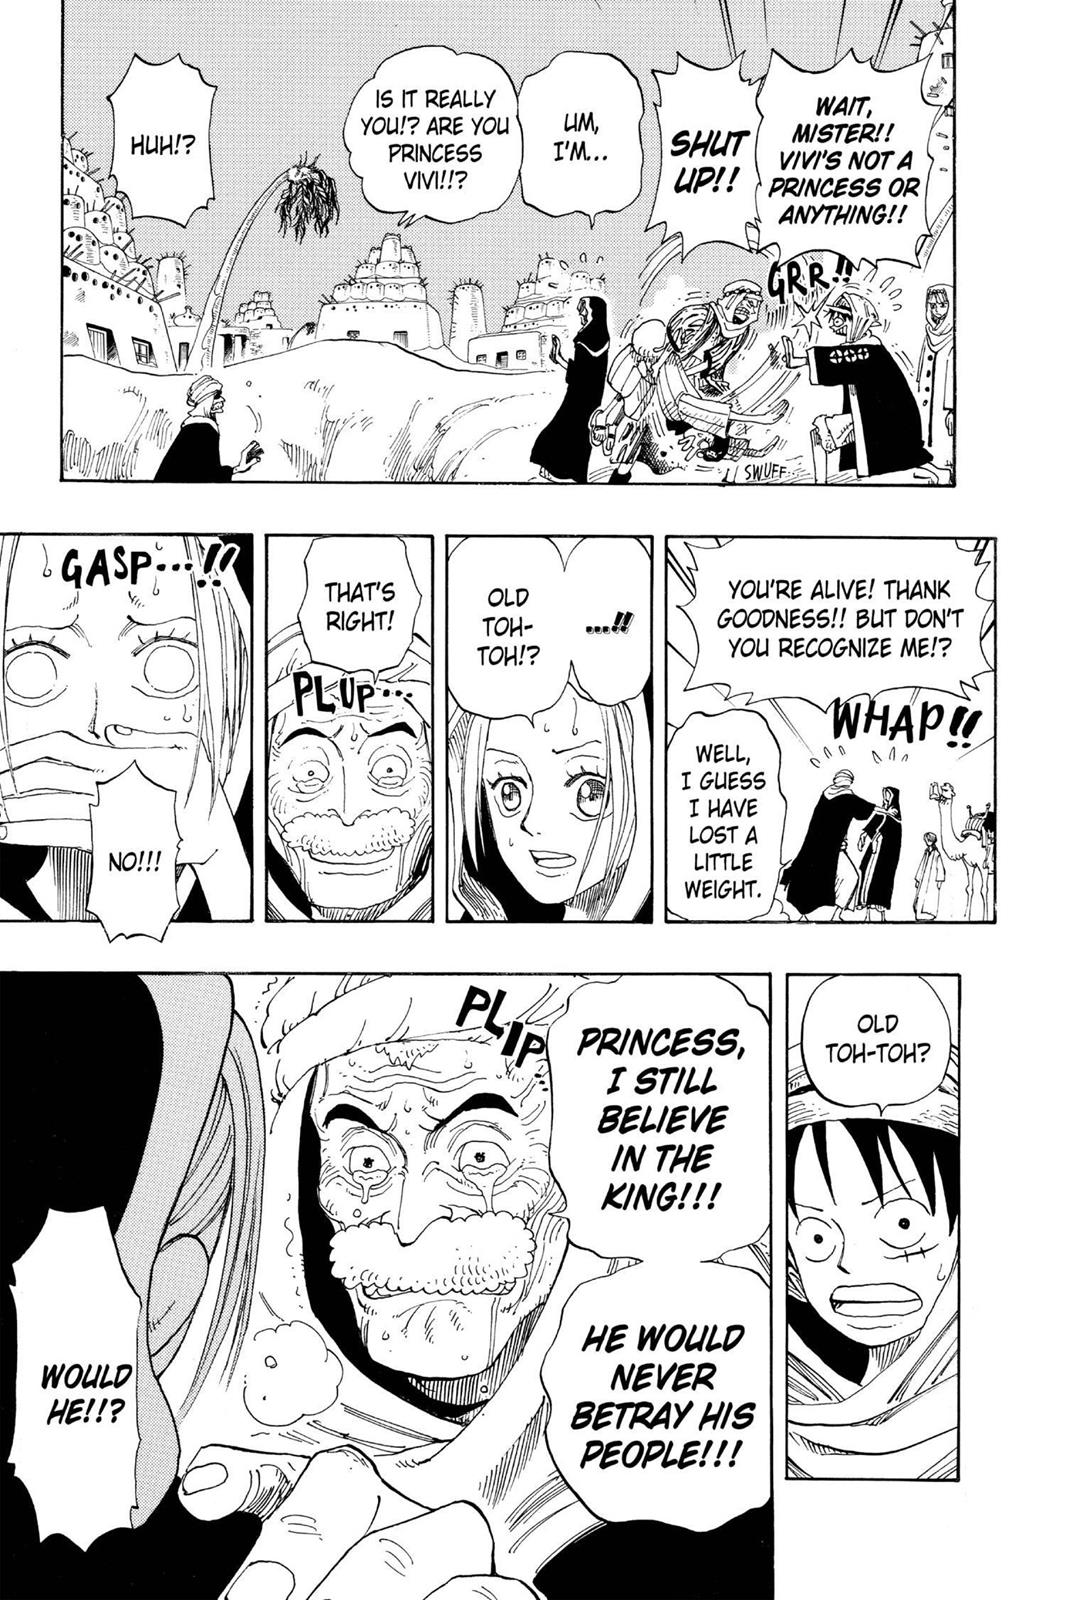 WAIT,
MISTER!!
VIVI'S NOT A
PRINCESS OR
ANYTHING!!
SHUT
UP!!
GRR!!
SWUFF..
UM,
I'M...
IS IT REALLY
YOU!? ARE YOU
PRINCESS
VIVI!!?
HUH!?
YOU'RE ALIVE! THANK
GOODNESS!! BUT DON'T
YOU RECOGNIZE ME!?
WHAP!!
WELL,
I GUESS
I HAVE
LOST A
LITTLE
WEIGHT.
...!!
OLD
TOH-
TOH!?
THAT'S
RIGHT!
PLUP...
GASP...!!
NO!!!
OLD
TOH-TOH?
PRINCESS,
I STILL
BELIEVE
IN THE
KING!!!
PLIP...
HE WOULD
NEVER
BETRAY HIS
PEOPLE!!!
WOULD
HE!!?